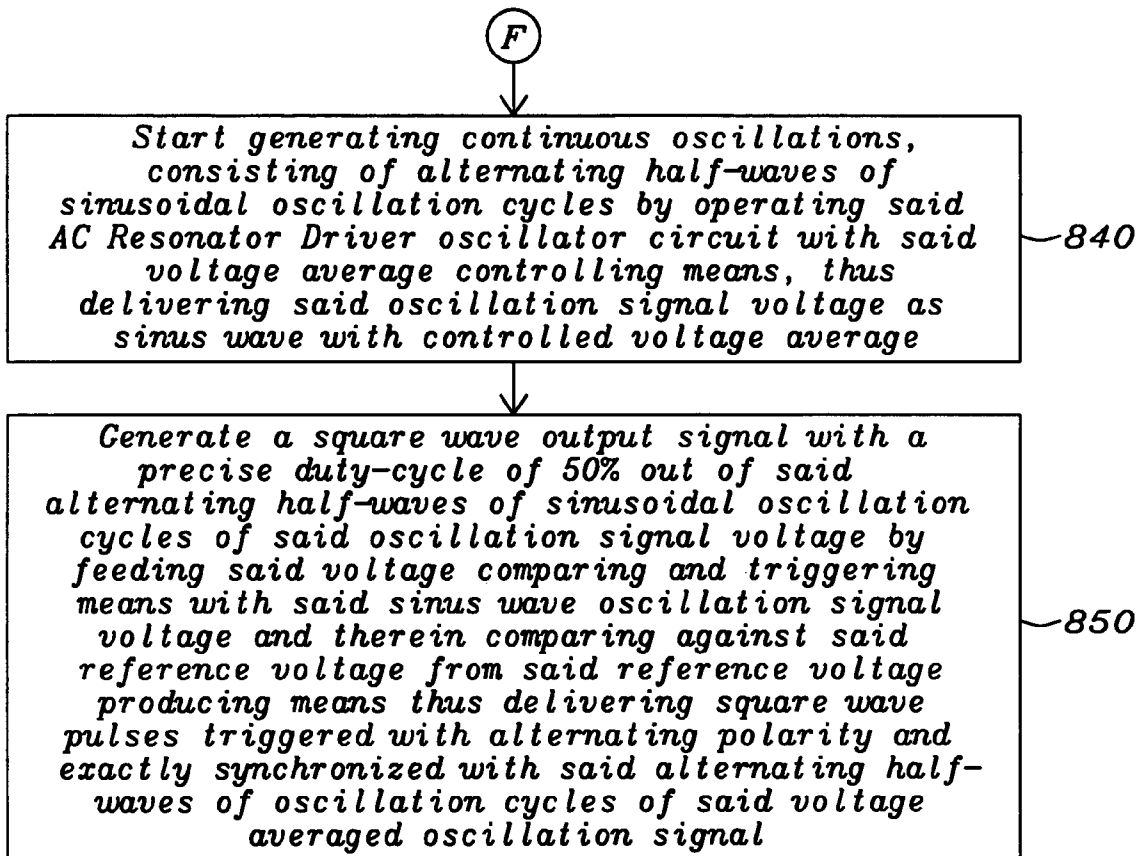 F
Start generating continuous oscillations,
consisting of alternating half-waves of
sinusoidal oscillation cycles by operating said
AC Resonator Driver oscillator circuit with said
voltage average controlling means, thus
delivering said oscillation signal voltage as
sinus wave with controlled voltage average
840
Generate a square wave output signal with a
precise duty-cycle of 50% out of said
alternating half-waves of sinusoidal oscillation
cycles of said oscillation signal voltage by
feeding said voltage comparing and triggering
means with said sinus wave oscillation signal
voltage and therein comparing against said
reference voltage from said reference voltage
producing means thus delivering square wave
pulses triggered with alternating polarity and
exactly synchronized with said alternating half-
waves of oscillation cycles of said voltage
averaged oscillation signal
850